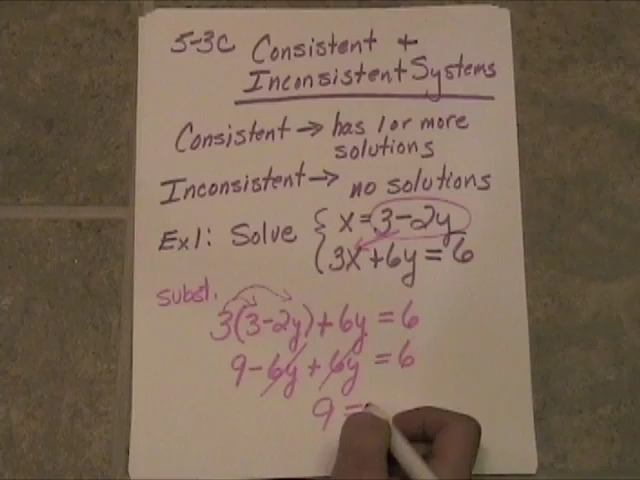 5-3C Consistent +
Inconsistent Systems
Consistent → has 1 or more
solutions
Inconsistent → no solutions
Ex1: Solve { x = 3 - 2y
3x + 6y = 6
subst.
3(3-2y) + 6y = 6
9 - 6y + 6y = 6
9 =